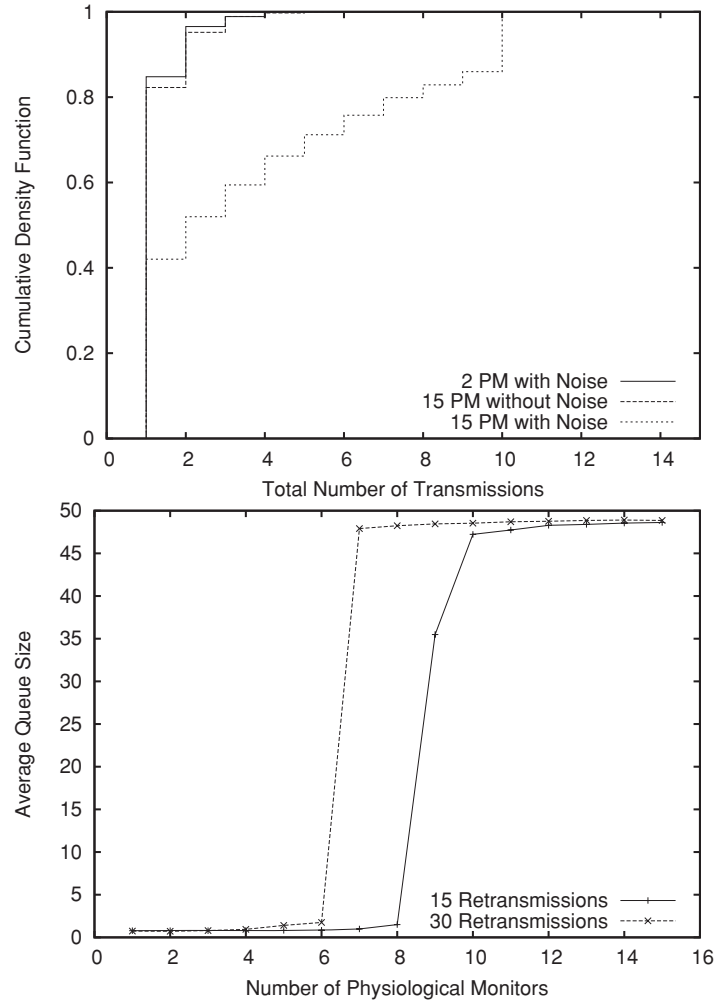 1
0.8
0.6
0.4
0.2
0
Cumulative Density Function
2 PM with Noise
15 PM without Noise
15 PM with Noise
0 2 4 6 8 10 12 14
Total Number of Transmissions
50
45
40
35
30
25
20
15
10
5
0
Average Queue Size
15 Retransmissions
30 Retransmissions
0 2 4 6 8 10 12 14 16
Number of Physiological Monitors